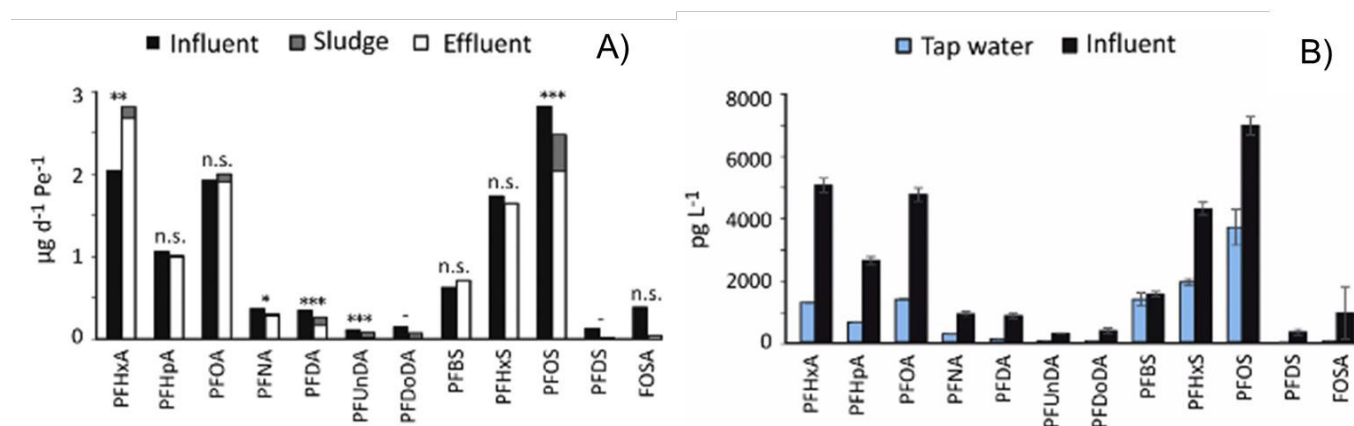 Influent Sludge Effluent A)
3
2
1
0
µg d-1 Pe-1
** n.s. n.s. * *** *** - n.s. n.s. *** - n.s.
PFHxA PFHpA PFOA PFNA PFDA PFUnDA PFDoDA PFBS PFHxS PFOS PFDS FOSA
Tap water Influent B)
8000
6000
4000
2000
0
pg L-1
PFHxA PFHpA PFOA PFNA PFDA PFUnDA PFDoDA PFBS PFHxS PFOS PFDS FOSA